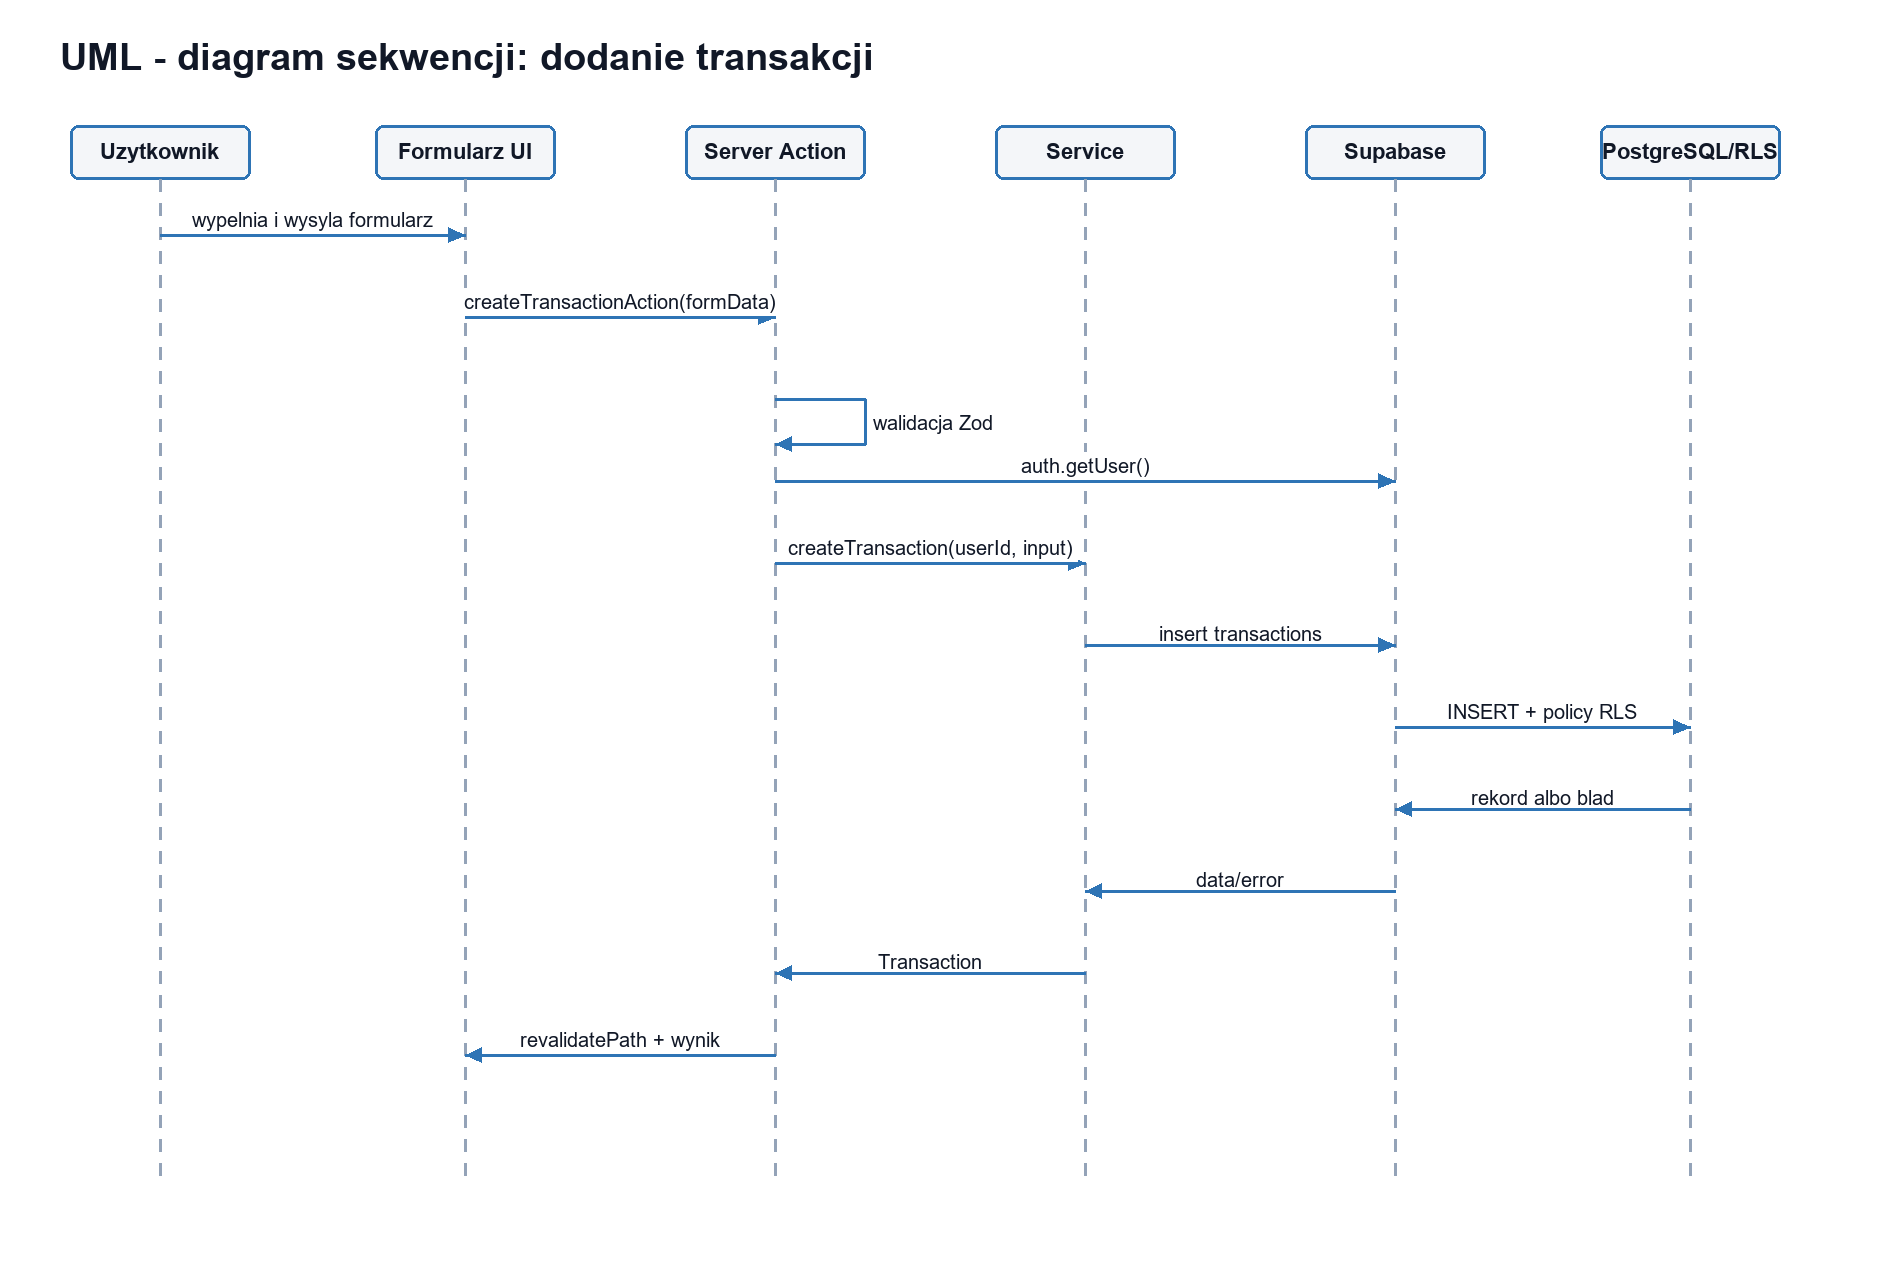 UML - diagram sekwencji: dodanie transakcji
Uzytkownik
Formularz UI
Server Action
Service
Supabase
PostgreSQL/RLS
wypelnia i wysyla formularz
createTransactionAction(formData)
walidacja Zod
auth.getUser()
createTransaction(userId, input)
insert transactions
INSERT + policy RLS
rekord albo blad
data/error
Transaction
revalidatePath + wynik